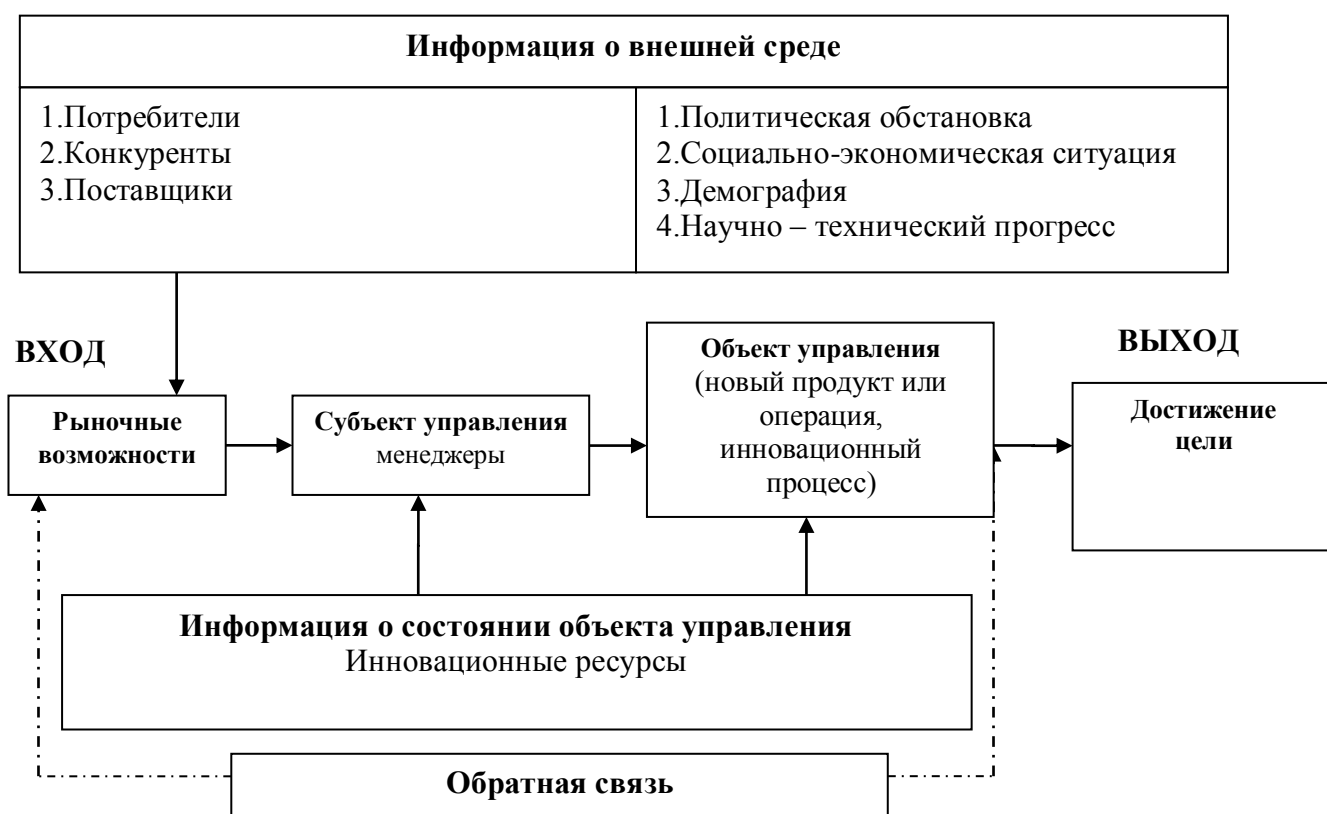 Информация о внешней среде
1.Потребители
2.Конкуренты
3.Поставщики
1.Политическая обстановка
2.Социально-экономическая ситуация
3.Демография
4.Научно – технический прогресс
ВХОД
ВЫХОД
Рыночные
возможности
Субъект управления
менеджеры
Объект управления
(новый продукт или
операция,
инновационный
процесс)
Достижение
цели
Информация о состоянии объекта управления
Инновационные ресурсы
Обратная связь